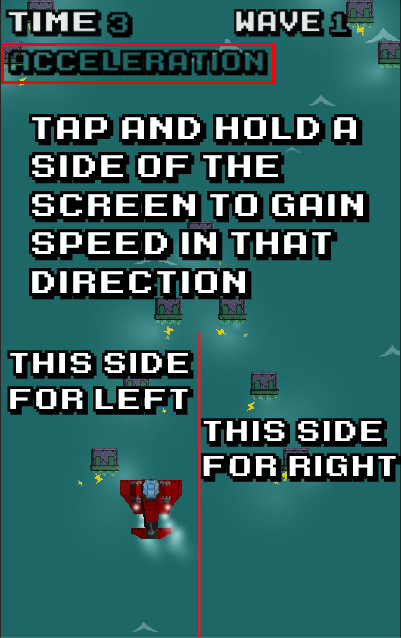 TIME 3 WAVE 1
ACCELERATION
TAP AND HOLD A
SIDE OF THE
SCREEN TO GAIN
SPEED IN THAT
DIRECTION
THIS SIDE
FOR LEFT
THIS SIDE
FOR RIGHT